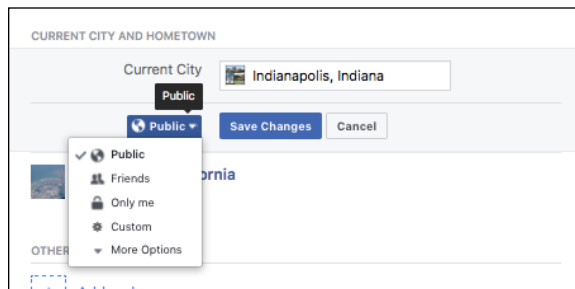 CURRENT CITY AND HOMETOWN
Current City
Indianapolis, Indiana
Public
Public
Save Changes
Cancel
Public
Friends
ornia
Only me
Custom
More Options
OTHER